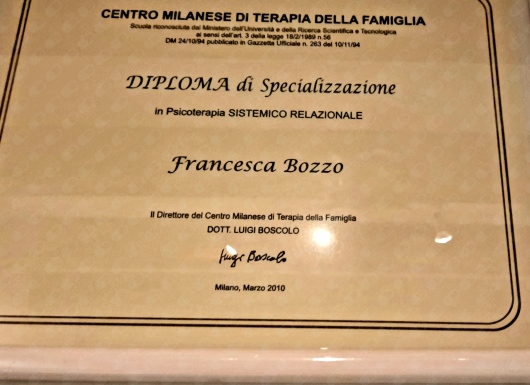 CENTRO MILANESE DI TERAPIA DELLA FAMIGLIA
Scuola riconosciuta dal Ministero dell'Università e della Ricerca Scientifica e Tecnologica
ai sensi dell'art. 3 della legge 18/2/1989 n.56
DM 24/10/94 pubblicato in Gazzetta Ufficiale n. 263 del 10/11/94
DIPLOMA di Specializzazione
in Psicoterapia SISTEMICO RELAZIONALE
Francesca Bozzo
Il Direttore del Centro Milanese di Terapia della Famiglia
DOTT. LUIGI BOSCOLO
Luigi Boscolo
Milano, Marzo 2010